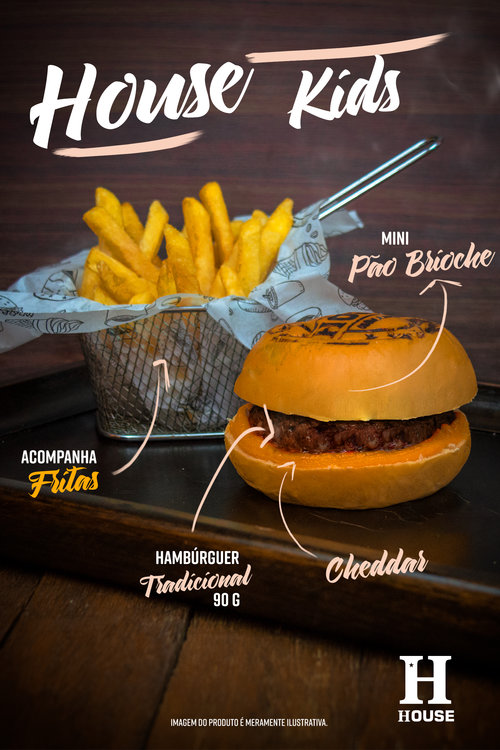 House Kids
MINI
Pão Brioche
ACOMPANHA
Fritas
HAMBÚRGUER
Tradicional
90 G
Cheddar
H
HOUSE
IMAGEM DO PRODUTO É MERAMENTE ILUSTRATIVA.